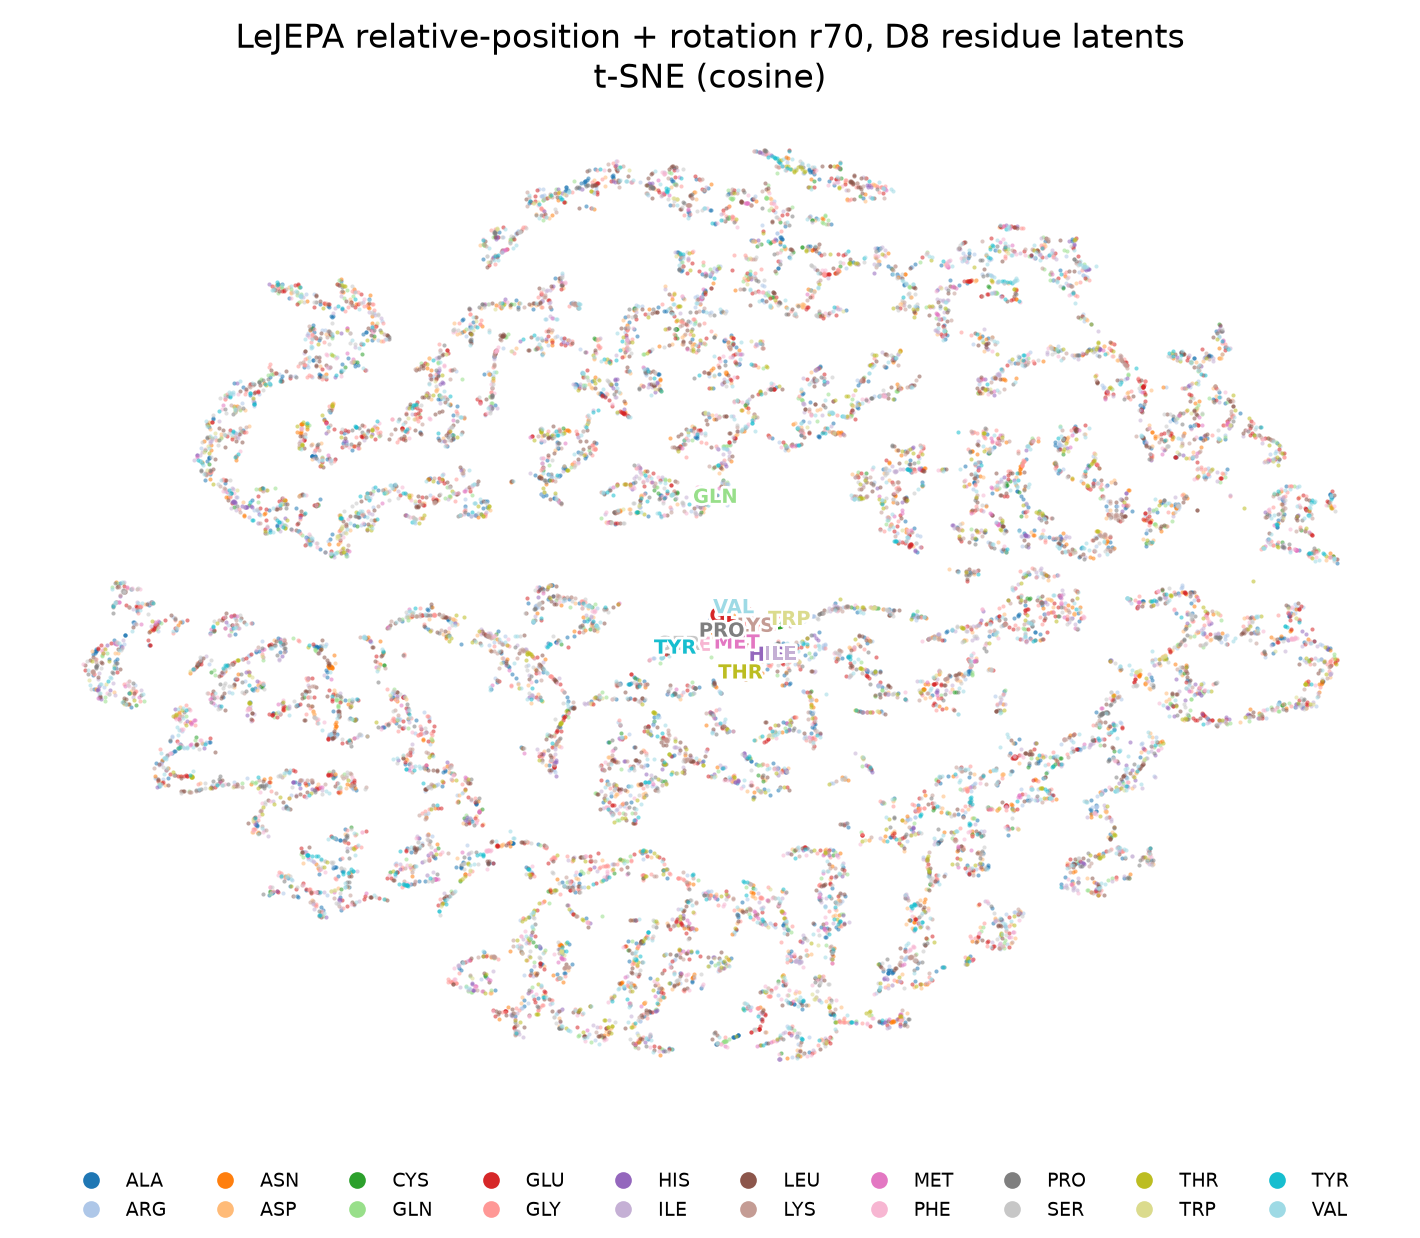 LeJEPA relative-position + rotation r70, D8 residue latents
t-SNE (cosine)
GLN
VAL
TRP
PRO
TYR
MET
ILE
THR
ALA ASN CYS GLU HIS LEU MET PRO THR TYR
ARG ASP GLN GLY ILE LYS PHE SER TRP VAL